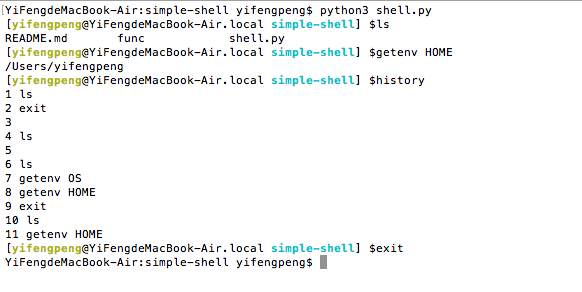 YiFengdeMacBook-Air:simple-shell yifengpeng$ python3 shell.py
[yifengpeng@YiFengdeMacBook-Air.local simple-shell] $ls
README.md func shell.py
[yifengpeng@YiFengdeMacBook-Air.local simple-shell] $getenv HOME
/Users/yifengpeng
[yifengpeng@YiFengdeMacBook-Air.local simple-shell] $history
1 ls
2 exit
3
4 ls
5
6 ls
7 getenv OS
8 getenv HOME
9 exit
10 ls
11 getenv HOME
[yifengpeng@YiFengdeMacBook-Air.local simple-shell] $exit
YiFengdeMacBook-Air:simple-shell yifengpeng$